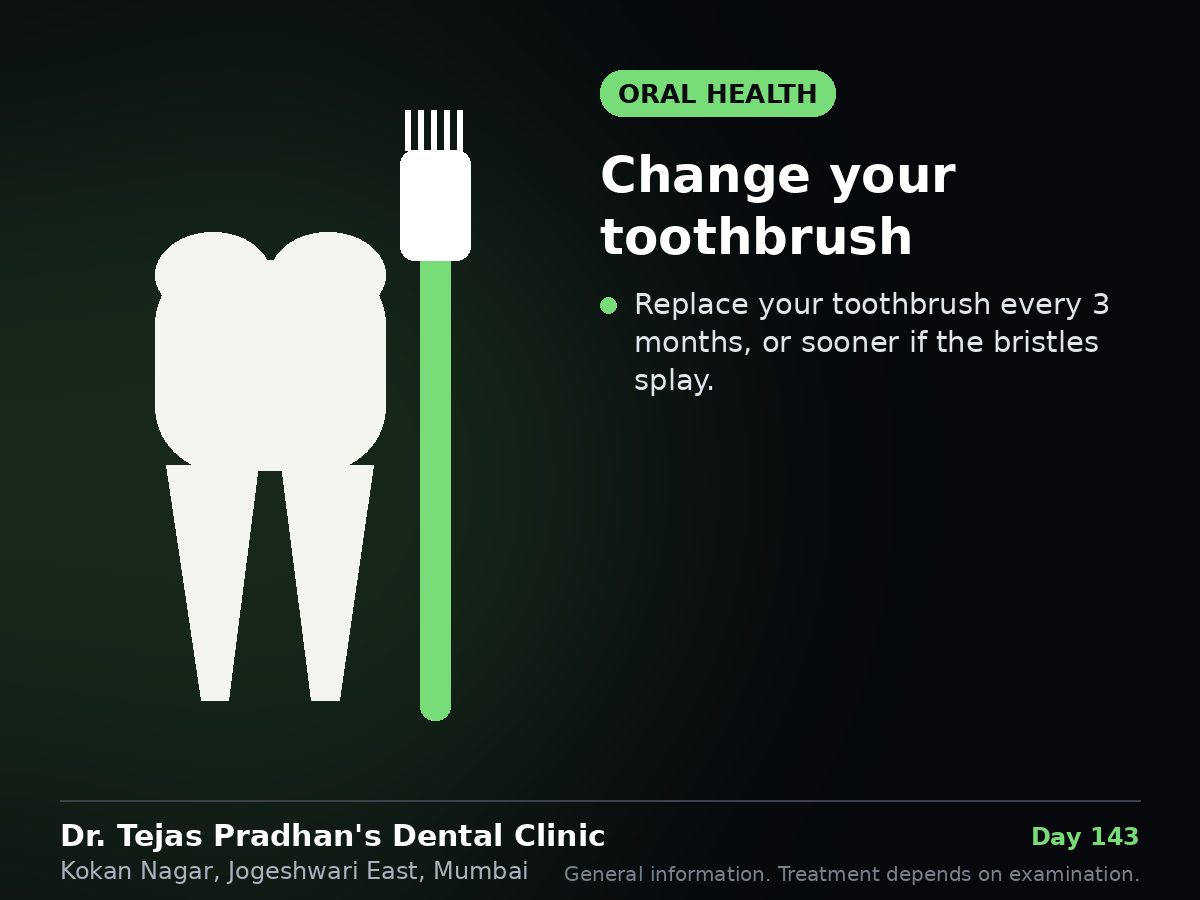 ORAL HEALTH
Change your
toothbrush
Replace your toothbrush every 3
months, or sooner if the bristles
splay.
Dr. Tejas Pradhan's Dental Clinic
Day 143
Kokan Nagar, Jogeshwari East, Mumbai
General information. Treatment depends on examination.